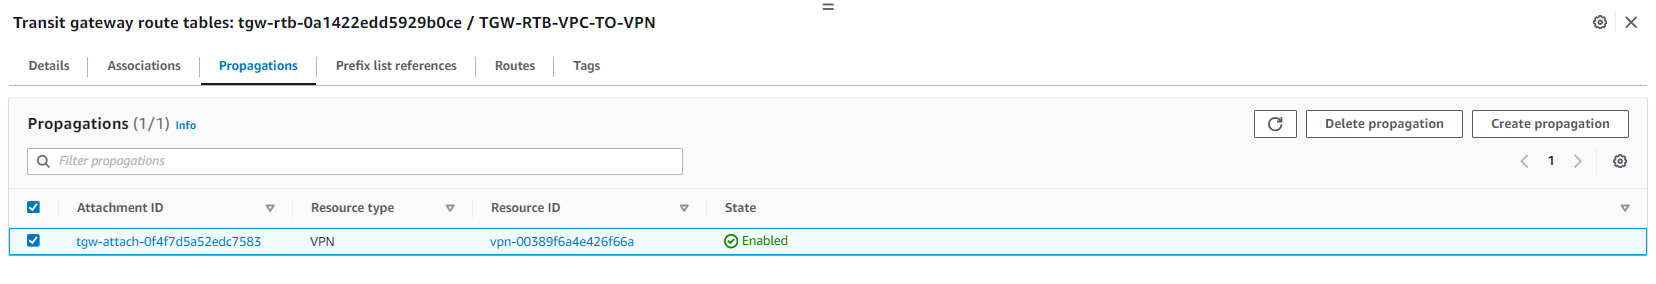 Transit gateway route tables: tgw-rtb-0a1422edd5929b0ce / TGW-RTB-VPC-TO-VPN
Details Associations Propagations Prefix list references Routes Tags
Propagations (1/1) Info Delete propagation Create propagation
Filter propagations 1
Attachment ID Resource type Resource ID State
tgw-attach-0f4f7d5a52edc7583 VPN vpn-00389f6a4e426f66a Enabled